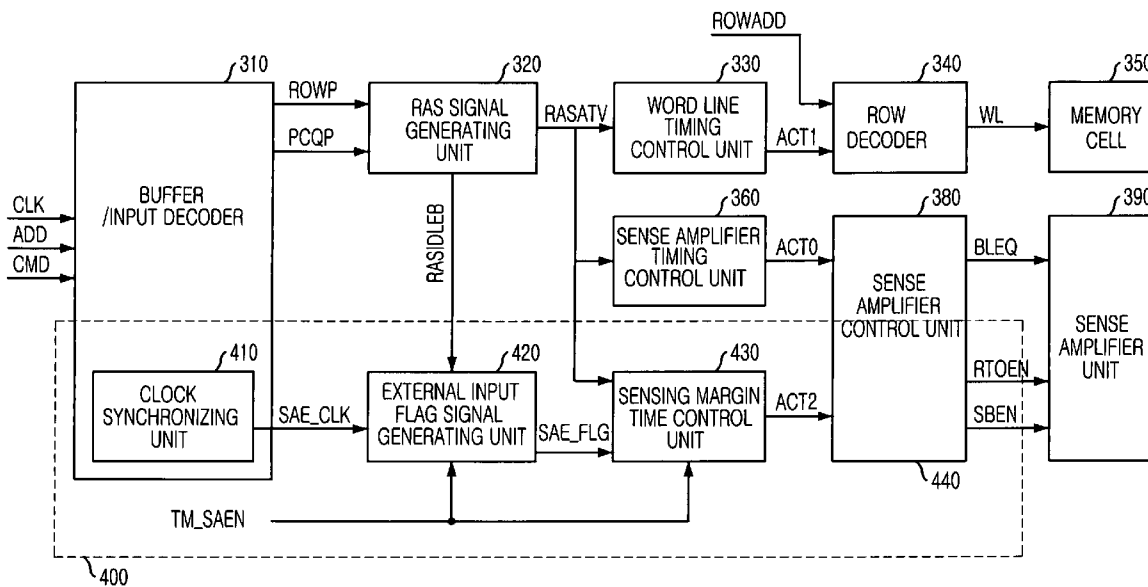 ROWADD
310
320
330
340
350
ROWP
PCQP
RAS SIGNAL
GENERATING
UNIT
RASATV
WORD LINE
TIMING
CONTROL UNIT
ACT1
ROW
DECODER
WL
MEMORY
CELL
CLK
ADD
CMD
BUFFER
/INPUT DECODER
RASIDLEB
360
380
390
SENSE AMPLIFIER
TIMING
CONTROL UNIT
ACT0
SENSE
AMPLIFIER
CONTROL UNIT
BLEQ
RTOEN
SBEN
SENSE
AMPLIFIER
UNIT
410
420
430
CLOCK
SYNCHRONIZING
UNIT
SAE_CLK
EXTERNAL INPUT
FLAG SIGNAL
GENERATING UNIT
SAE_FLG
SENSING MARGIN
TIME CONTROL
UNIT
ACT2
440
TM_SAEN
400